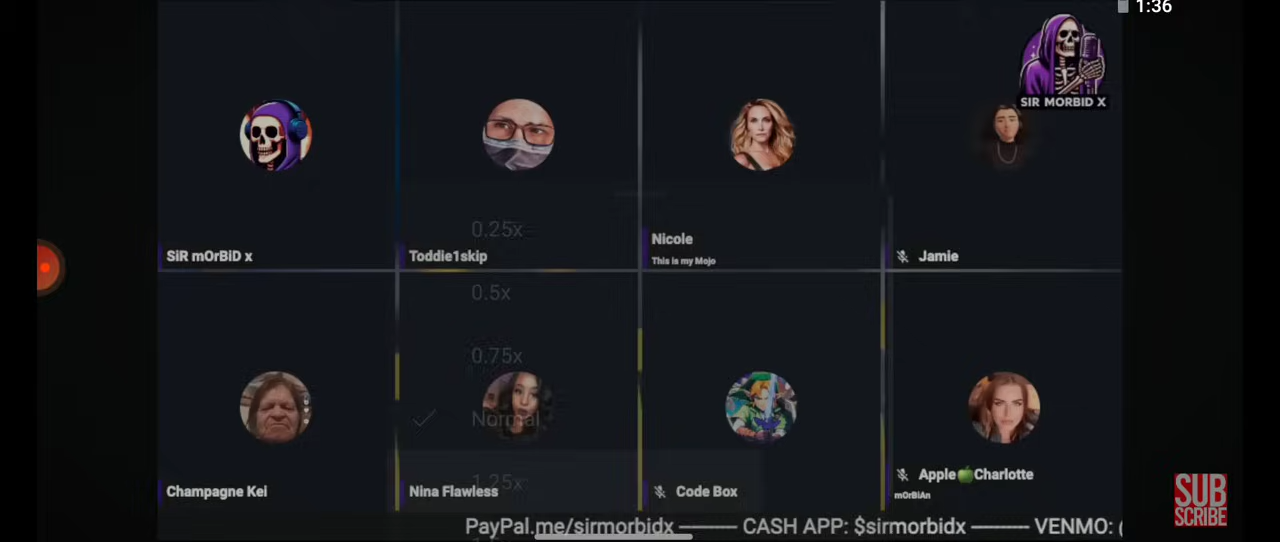 1:36
SIR MORBID X
SiR mOrBiD x
Toddie1skip
Nicole
This is my Mojo
Jamie
0.25x
0.5x
0.75x
Normal
1.25x
Champagne Kei
Nina Flawless
Code Box
Apple🍏Charlotte
mOrBiAn
SUB
SCRIBE
PayPal.me/sirmorbidx ——— CASH APP: $sirmorbidx ——— VENMO: